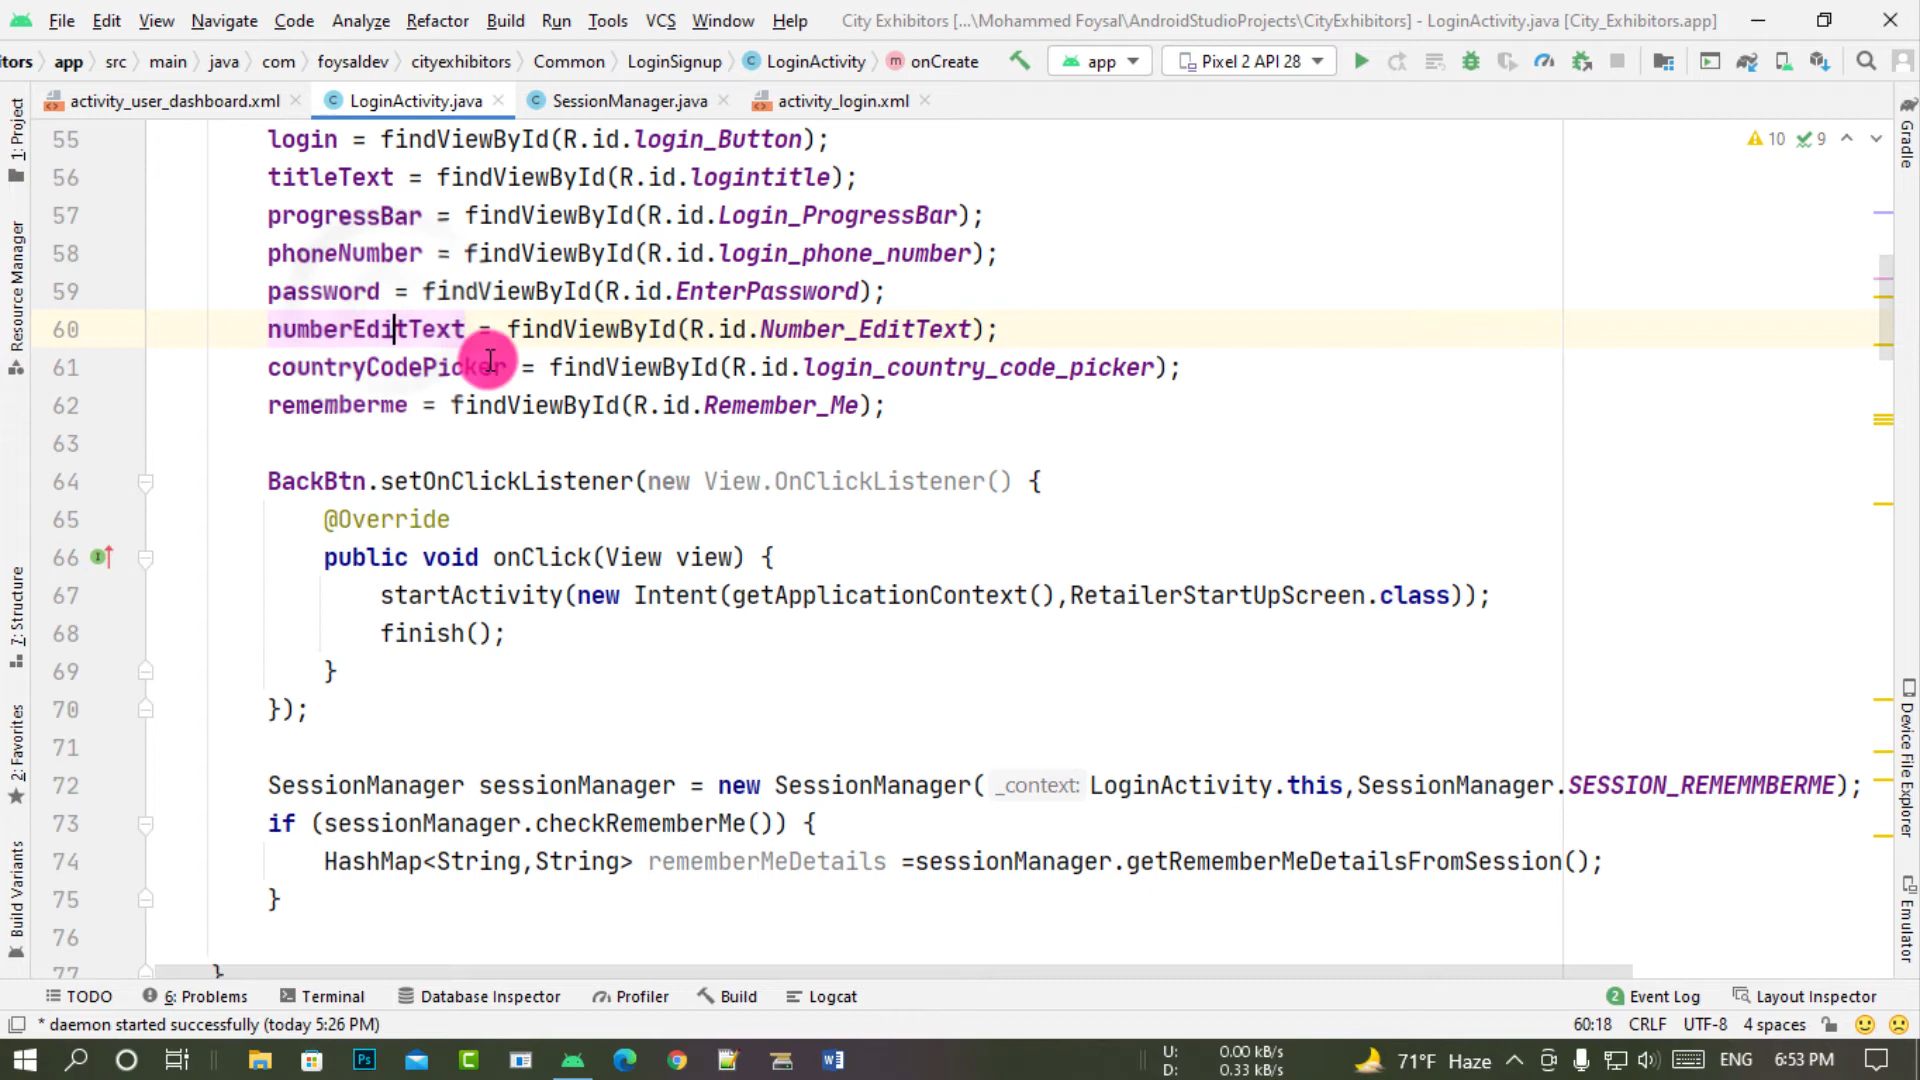 File Edit View Navigate Code Analyze Refactor Build Run Tools VCS Window Help City Exhibitors [...\Mohammed Foysal\AndroidStudioProjects\CityExhibitors] - LoginActivity.java [City_Exhibitors.app]
itors app src main java com foysaldev cityexhibitors Common LoginSignup LoginActivity onCreate app Pixel 2 API 28
activity_user_dashboard.xml LoginActivity.java SessionManager.java activity_login.xml
55 login = findViewById(R.id.login_Button); 10 9
56 titleText = findViewById(R.id.logintitle);
57 progressBar = findViewById(R.id.Login_ProgressBar);
58 phoneNumber = findViewById(R.id.login_phone_number);
59 password = findViewById(R.id.EnterPassword);
60 numberEditText = findViewById(R.id.Number_EditText);
61 countryCodePicker = findViewById(R.id.login_country_code_picker);
62 rememberme = findViewById(R.id.Remember_Me);
63
64 BackBtn.setOnClickListener(new View.OnClickListener() {
65 @Override
66 public void onClick(View view) {
67 startActivity(new Intent(getApplicationContext(),RetailerStartUpScreen.class));
68 finish();
69 }
70 });
71
72 SessionManager sessionManager = new SessionManager( _context: LoginActivity.this,SessionManager.SESSION_REMEMMBERME);
73 if (sessionManager.checkRememberMe()) {
74 HashMap<String,String> rememberMeDetails =sessionManager.getRememberMeDetailsFromSession();
75 }
76
77 }
1: Project
Resource Manager
7: Structure
2: Favorites
Build Variants
Gradle
Device File Explorer
Emulator
TODO 6: Problems Terminal Database Inspector Profiler Build Logcat 2 Event Log Layout Inspector
* daemon started successfully (today 5:26 PM) 60:18 CRLF UTF-8 4 spaces
U: 0.00 kB/s
D: 0.33 kB/s
71°F Haze ENG 6:53 PM